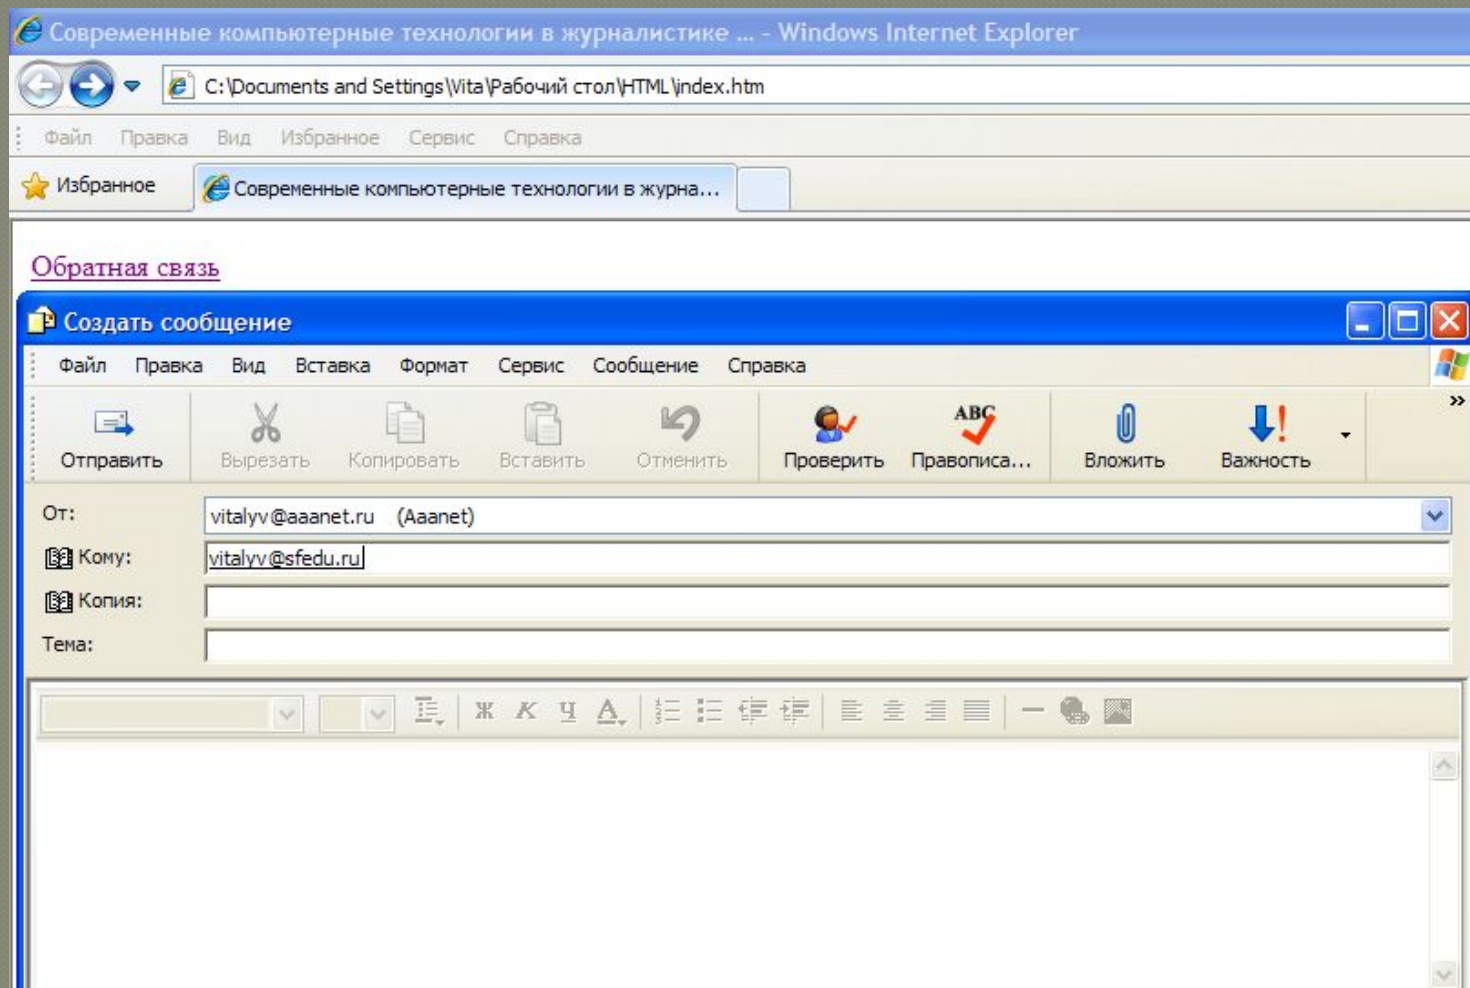 Современные компьютерные технологии в журналистике ... - Windows Internet Explorer
C:\Documents and Settings\Vita\Рабочий стол\HTML\index.htm
Файл Правка Вид Избранное Сервис Справка
Избранное Современные компьютерные технологии в журна...
Обратная связь
Создать сообщение
Файл Правка Вид Вставка Формат Сервис Сообщение Справка
ABC
Отправить Вырезать Копировать Вставить Отменить Проверить Правописа... Вложить Важность
От: vitalyv@aaanet.ru (Aaanet)
Кому: vitalyv@sfedu.ru
Копия:
Тема:
Ж К Ч А